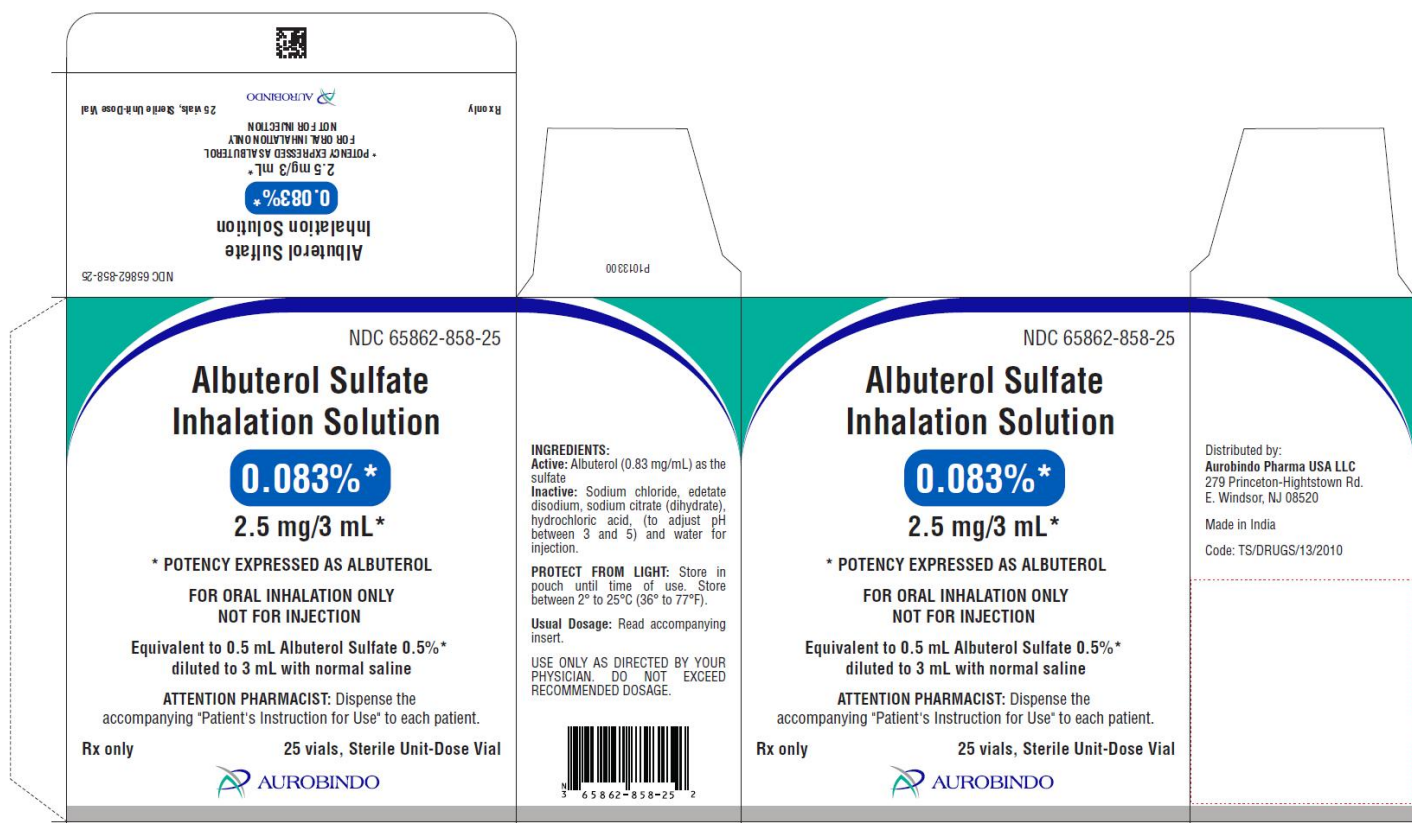 Rx only
25 vials, Sterile Unit-Dose Vial
AUROBINDO
NOT FOR INJECTION
FOR ORAL INHALATION ONLY
* POTENCY EXPRESSED AS ALBUTEROL
2.5 mg/3 mL*
0.083%*
Inhalation Solution
Albuterol Sulfate
NDC 65862-858-25
P1013300
NDC 65862-858-25
Albuterol Sulfate
Inhalation Solution
0.083%*
2.5 mg/3 mL*
* POTENCY EXPRESSED AS ALBUTEROL
FOR ORAL INHALATION ONLY
NOT FOR INJECTION
Equivalent to 0.5 mL Albuterol Sulfate 0.5%*
diluted to 3 mL with normal saline
ATTENTION PHARMACIST: Dispense the
accompanying "Patient's Instruction for Use" to each patient.
Rx only
25 vials, Sterile Unit-Dose Vial
AUROBINDO
INGREDIENTS:
Active: Albuterol (0.83 mg/mL) as the
sulfate
Inactive: Sodium chloride, edetate
disodium, sodium citrate (dihydrate),
hydrochloric acid, (to adjust pH
between 3 and 5) and water for
injection.
PROTECT FROM LIGHT: Store in
pouch until time of use. Store
between 2° to 25°C (36° to 77°F).
Usual Dosage: Read accompanying
insert.
USE ONLY AS DIRECTED BY YOUR
PHYSICIAN. DO NOT EXCEED
RECOMMENDED DOSAGE.
N
3 65862-858-25 2
NDC 65862-858-25
Albuterol Sulfate
Inhalation Solution
0.083%*
2.5 mg/3 mL*
* POTENCY EXPRESSED AS ALBUTEROL
FOR ORAL INHALATION ONLY
NOT FOR INJECTION
Equivalent to 0.5 mL Albuterol Sulfate 0.5%*
diluted to 3 mL with normal saline
ATTENTION PHARMACIST: Dispense the
accompanying "Patient's Instruction for Use" to each patient.
Rx only
25 vials, Sterile Unit-Dose Vial
AUROBINDO
Distributed by:
Aurobindo Pharma USA LLC
279 Princeton-Hightstown Rd.
E. Windsor, NJ 08520
Made in India
Code: TS/DRUGS/13/2010